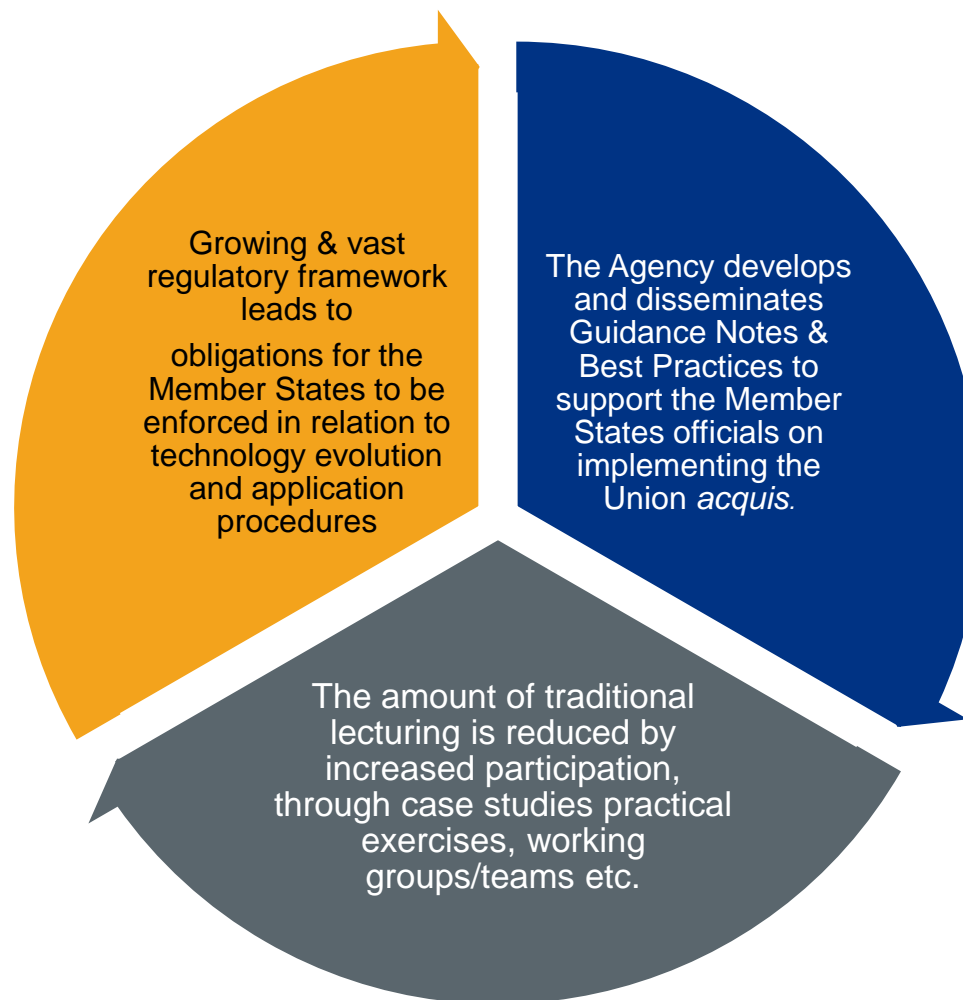 Growing & vast
regulatory framework
leads to
obligations for the
Member States to be
enforced in relation to
technology evolution
and application
procedures
The Agency develops
and disseminates
Guidance Notes &
Best Practices to
support the Member
States officials on
implementing the
Union acquis.
The amount of traditional
lecturing is reduced by
increased participation,
through case studies practical
exercises, working
groups/teams etc.